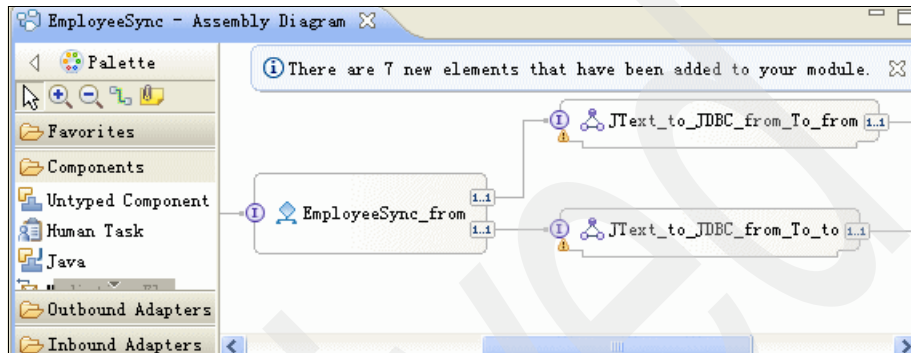 EmployeeSync - Assembly Diagram
Palette
There are 7 new elements that have been added to your module.
Favorites
Components
Untyped Component
Human Task
Java
Outbound Adapters
Inbound Adapters
I EmployeeSync_from 1..1
1..1
I JText_to_JDBC_from_To_from 1..1
I JText_to_JDBC_from_To_to 1..1